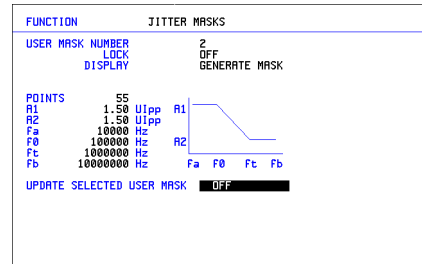 FUNCTION JITTER MASKS
USER MASK NUMBER 2
LOCK OFF
DISPLAY GENERATE MASK
POINTS 55
A1 1.50 UIpp A1
A2 1.50 UIpp
Fa 10000 Hz
F0 100000 Hz A2
Ft 1000000 Hz
Fb 10000000 Hz Fa F0 Ft Fb
UPDATE SELECTED USER MASK OFF